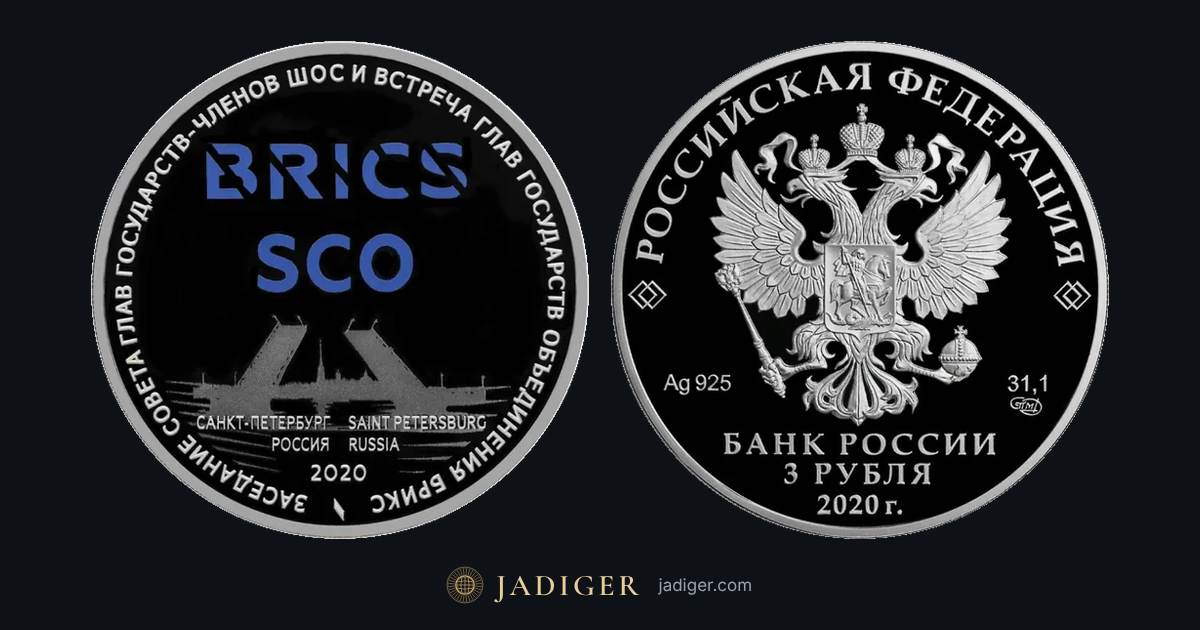 ЗАСЕДАНИЕ СОВЕТА ГЛАВ ГОСУДАРСТВ-ЧЛЕНОВ ШОС И ВСТРЕЧА ГЛАВ ГОСУДАРСТВ ОБЪЕДИНЕНИЯ БРИКС
BRICS
SCO
САНКТ-ПЕТЕРБУРГ SAINT PETERSBURG
РОССИЯ RUSSIA
2020
РОССИЙСКАЯ ФЕДЕРАЦИЯ
Ag 925
31,1
БАНК РОССИИ
3 РУБЛЯ
2020 г.
JADIGER jadiger.com